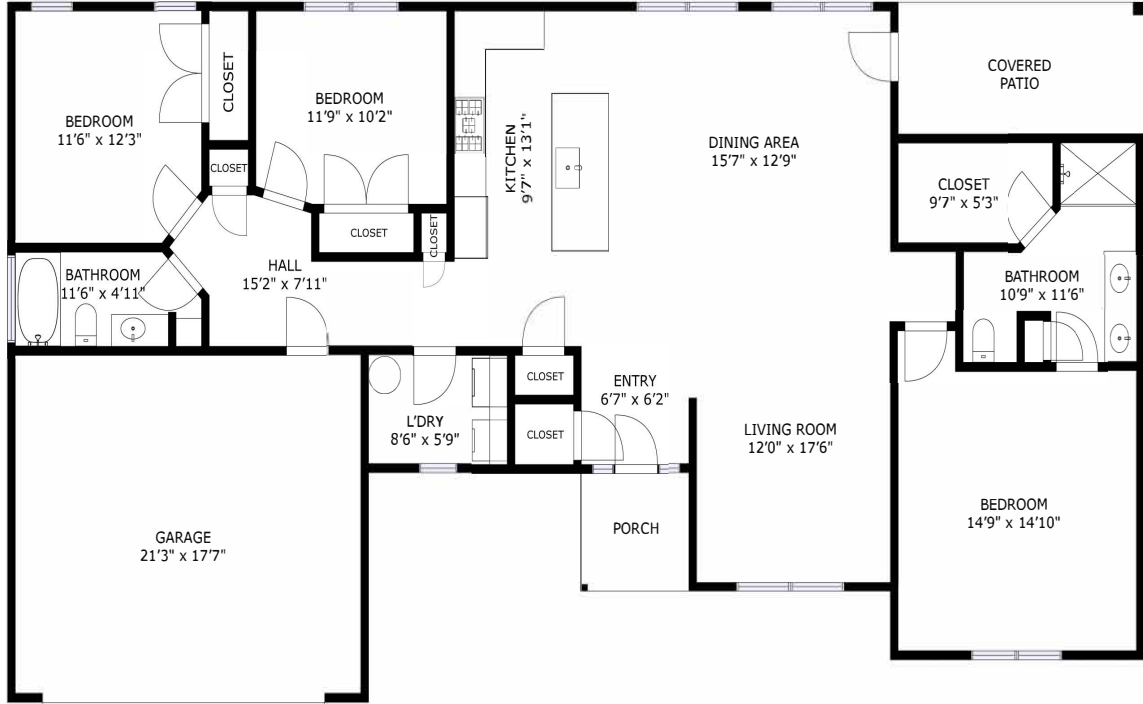 BEDROOM
11'6" x 12'3"
CLOSET
BEDROOM
11'9" x 10'2"
CLOSET
CLOSET
CLOSET
KITCHEN
9'7" x 13'1"
DINING AREA
15'7" x 12'9"
COVERED
PATIO
CLOSET
9'7" x 5'3"
BATHROOM
11'6" x 4'11"
HALL
15'2" x 7'11"
BATHROOM
10'9" x 11'6"
CLOSET
CLOSET
ENTRY
6'7" x 6'2"
L'DRY
8'6" x 5'9"
LIVING ROOM
12'0" x 17'6"
BEDROOM
14'9" x 14'10"
GARAGE
21'3" x 17'7"
PORCH